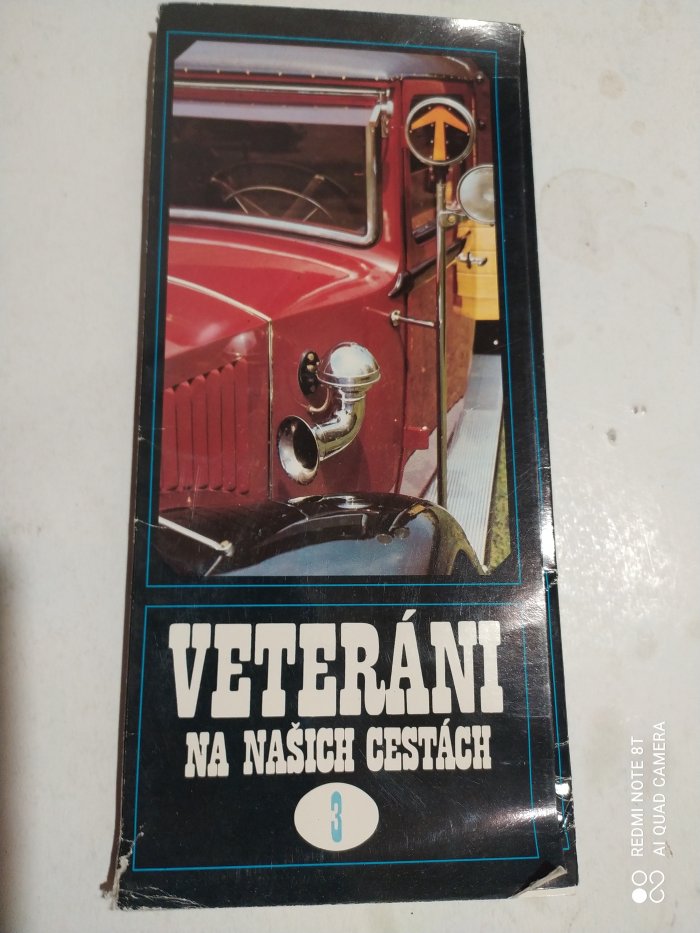 VETERÁNI
NA NAŠICH CESTÁCH
3
REDMI NOTE 8T
AI QUAD CAMERA